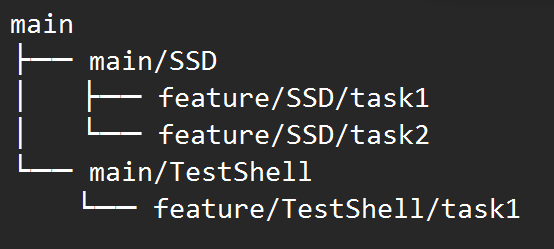 main
├── main/SSD
│   ├── feature/SSD/task1
│   └── feature/SSD/task2
└── main/TestShell
    └── feature/TestShell/task1